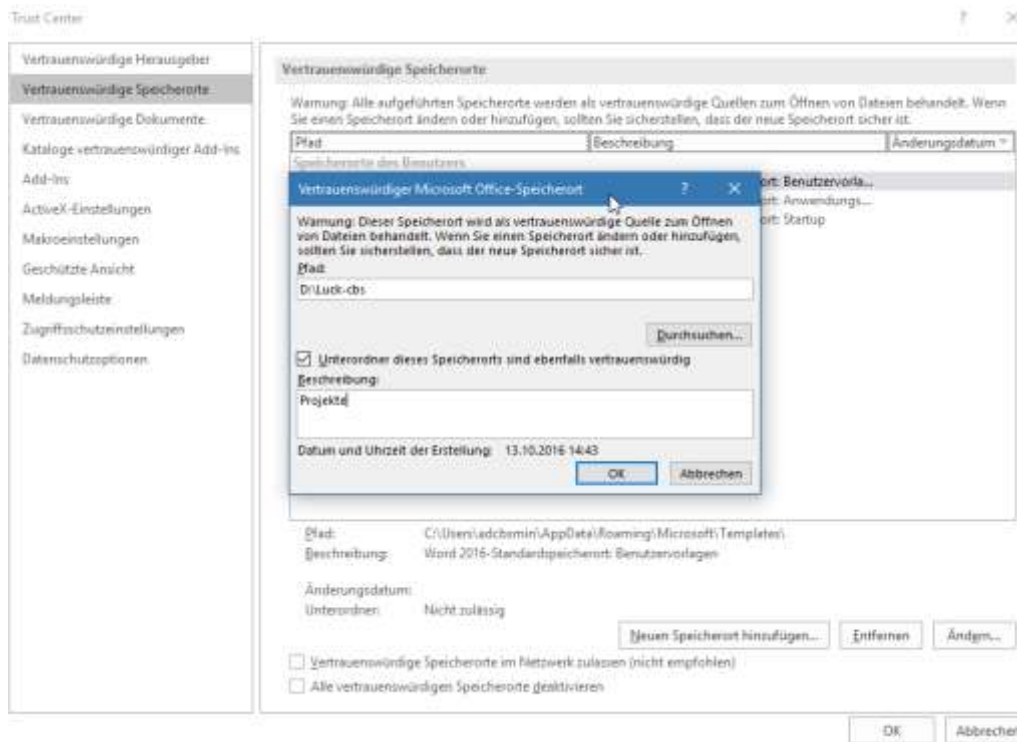 Trust Center
?
Vertrauenswürdige Herausgeber
Vertrauenswürdige Speicherorte
Vertrauenswürdige Dokumente
Kataloge vertrauenswürdiger Add-Ins
Add-Ins
ActiveX-Einstellungen
Makroeinstellungen
Geschützte Ansicht
Meldungsleiste
Zugriffsschutzeinstellungen
Datenschutzoptionen
Vertrauenswürdige Speicherorte
Warnung: Alle aufgeführten Speicherorte werden als vertrauenswürdige Quellen zum Öffnen von Dateien behandelt. Wenn
Sie einen Speicherort ändern oder hinzufügen, sollten Sie sicherstellen, dass der neue Speicherort sicher ist.
Pfad Beschreibung Änderungsdatum
Speicherorte des Benutzers
ort: Benutzervorla...
ort: Anwendungs...
ort: Startup
Vertrauenswürdiger Microsoft Office-Speicherort ?
Warnung: Dieser Speicherort wird als vertrauenswürdige Quelle zum Öffnen
von Dateien behandelt. Wenn Sie einen Speicherort ändern oder hinzufügen,
sollten Sie sicherstellen, dass der neue Speicherort sicher ist.
Pfad:
D:\Luck-cbs
Durchsuchen...
Unterordner dieses Speicherorts sind ebenfalls vertrauenswürdig
Beschreibung:
Projekte
Datum und Uhrzeit der Erstellung: 13.10.2016 14:43
OK Abbrechen
Pfad: C:\Users\adcbsmin\AppData\Roaming\Microsoft\Templates\
Beschreibung: Word 2016-Standardspeicherort: Benutzervorlagen
Änderungsdatum:
Unterordner: Nicht zulässig
Neuen Speicherort hinzufügen... Entfernen Ändern...
Vertrauenswürdige Speicherorte im Netzwerk zulassen (nicht empfohlen)
Alle vertrauenswürdigen Speicherorte deaktivieren
OK Abbrechen